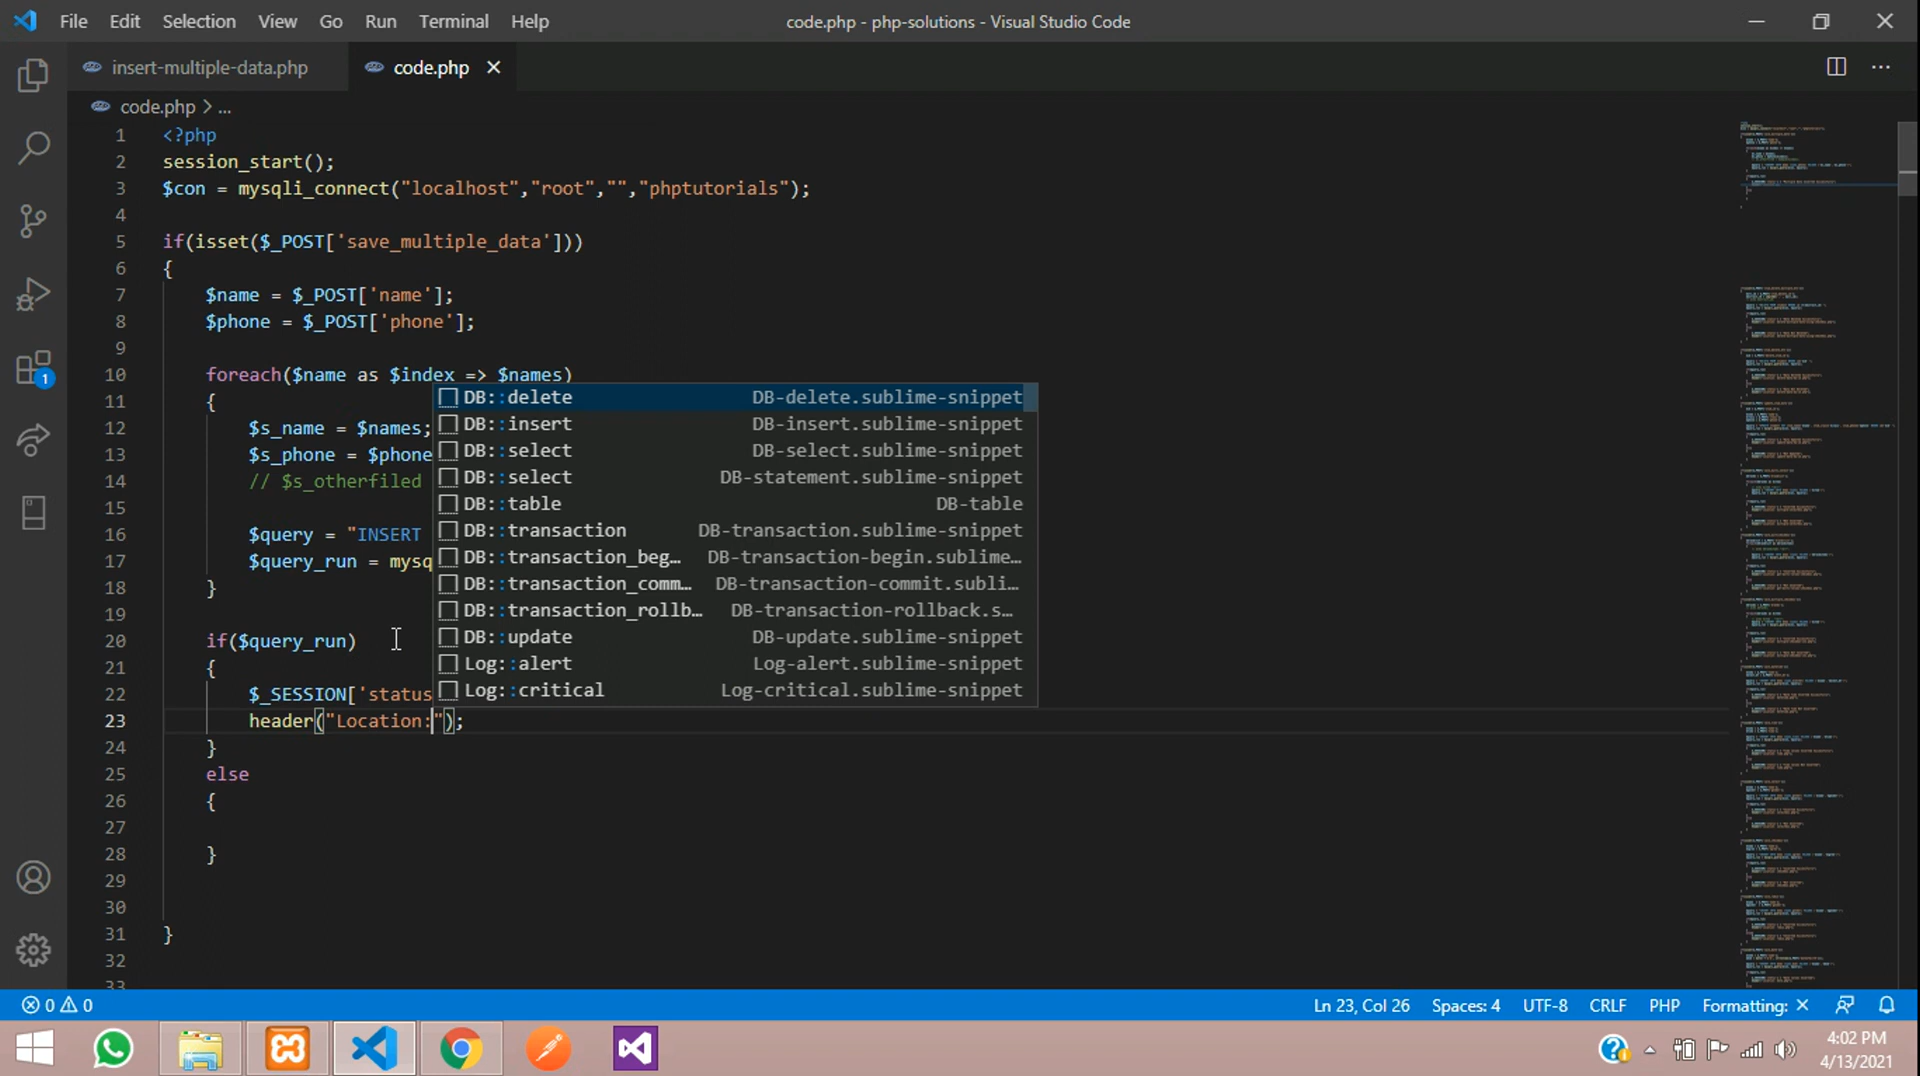 File Edit Selection View Go Run Terminal Help
code.php - php-solutions - Visual Studio Code
insert-multiple-data.php
code.php
code.php > ...
1 <?php
2 session_start();
3 $con = mysqli_connect("localhost","root","","phptutorials");
4
5 if(isset($_POST['save_multiple_data']))
6 {
7 $name = $_POST['name'];
8 $phone = $_POST['phone'];
9
10 foreach($name as $index => $names)
11 {
12 $s_name = $names;
13 $s_phone = $phone
14 // $s_otherfiled
15
16 $query = "INSERT
17 $query_run = mysq
18 }
19
20 if($query_run)
21 {
22 $_SESSION['status
23 header("Location:");
24 }
25 else
26 {
27
28 }
29
30
31 }
32
33
DB::delete DB-delete.sublime-snippet
DB::insert DB-insert.sublime-snippet
DB::select DB-select.sublime-snippet
DB::select DB-statement.sublime-snippet
DB::table DB-table
DB::transaction DB-transaction.sublime-snippet
DB::transaction_beg... DB-transaction-begin.sublime...
DB::transaction_comm... DB-transaction-commit.subli...
DB::transaction_rollb... DB-transaction-rollback.s...
DB::update DB-update.sublime-snippet
Log::alert Log-alert.sublime-snippet
Log::critical Log-critical.sublime-snippet
1
0 0 Ln 23, Col 26 Spaces: 4 UTF-8 CRLF PHP Formatting: ×
4:02 PM
4/13/2021